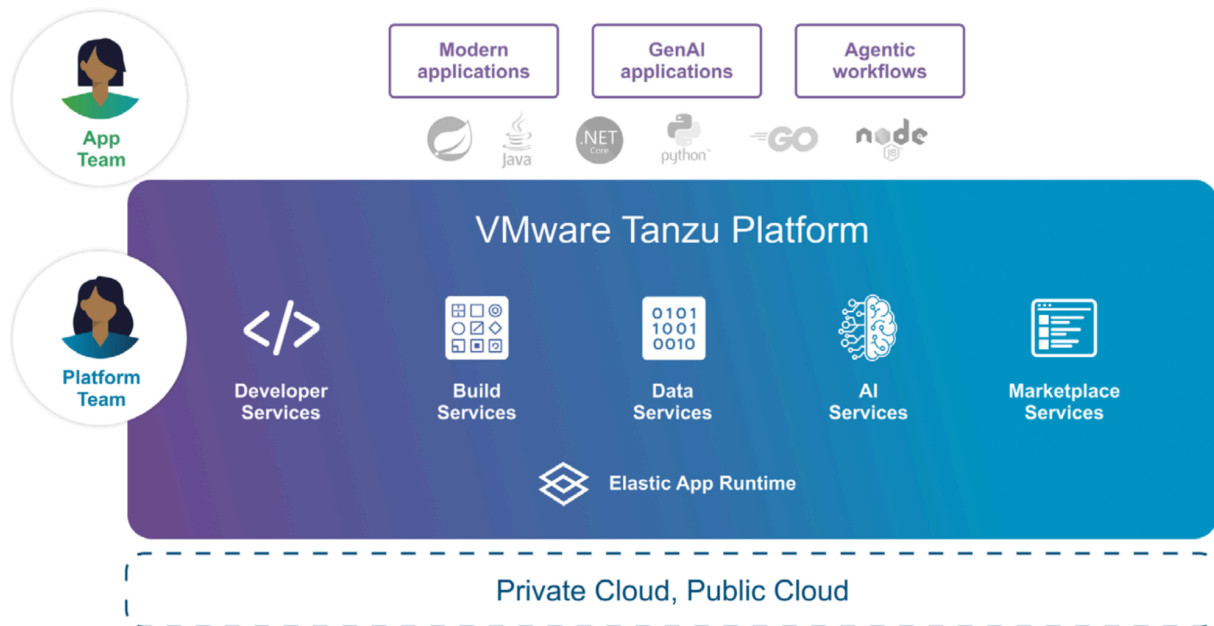 Modern
applications
GenAI
applications
Agentic
workflows
App
Team
Java
.NET
Core
python
GO
node
JS
VMware Tanzu Platform
Platform
Team
Developer
Services
Build
Services
0101
1001
0010
Data
Services
AI
Services
Marketplace
Services
Elastic App Runtime
Private Cloud, Public Cloud